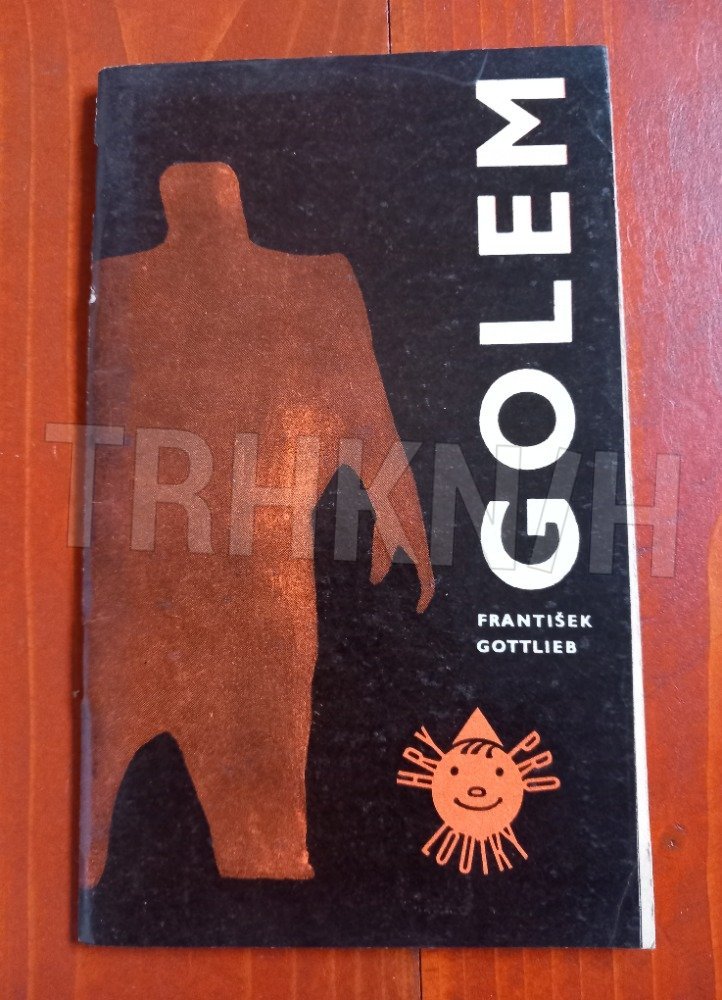 GOLEM
FRANTIŠEK
GOTTLIEB
HRY PRO
LOUTKY
TRHKNIH